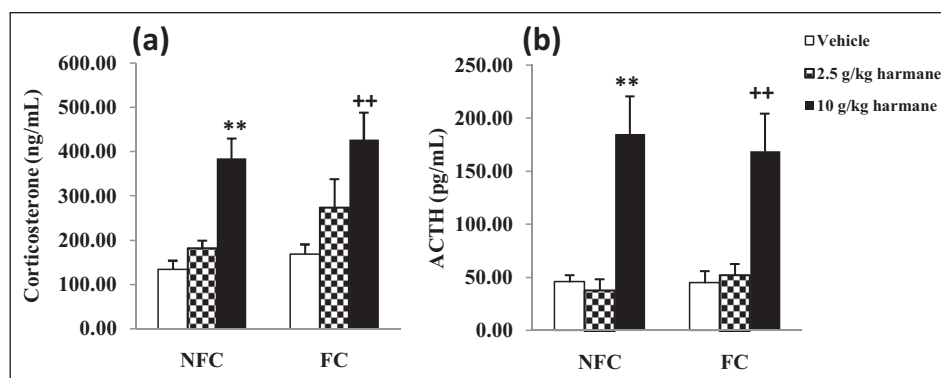 (a)
600.00
500.00
400.00
300.00
200.00
100.00
0.00
Corticosterone (ng/mL)
**
++
NFC FC
(b)
250.00
200.00
150.00
100.00
50.00
0.00
ACTH (pg/mL)
**
++
NFC FC
Vehicle
2.5 g/kg harmane
10 g/kg harmane